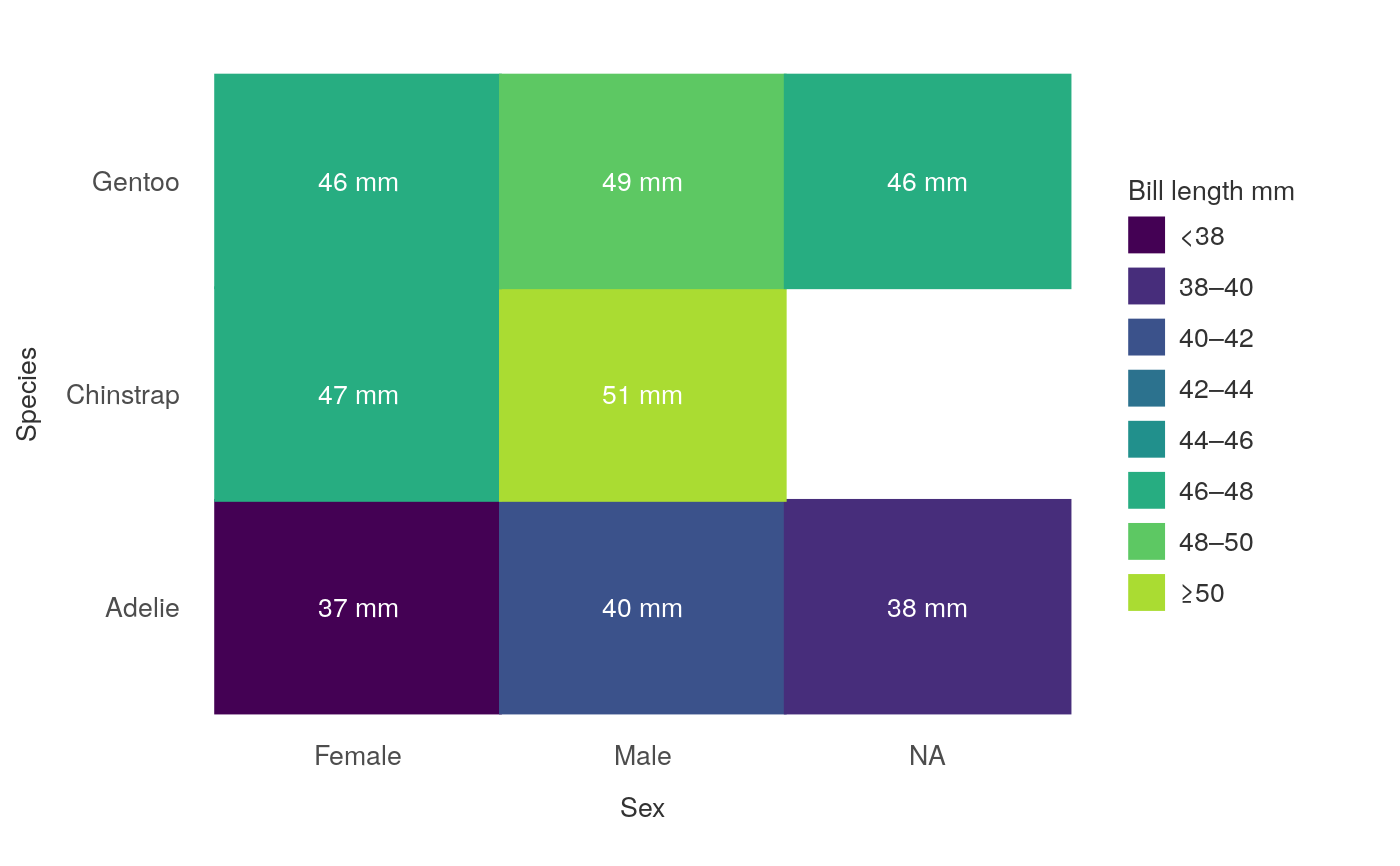 Gentoo 46 mm 49 mm 46 mm
Chinstrap 47 mm 51 mm
Adelie 37 mm 40 mm 38 mm
Species
Female Male NA
Sex
Bill length mm
<38
38–40
40–42
42–44
44–46
46–48
48–50
≥50